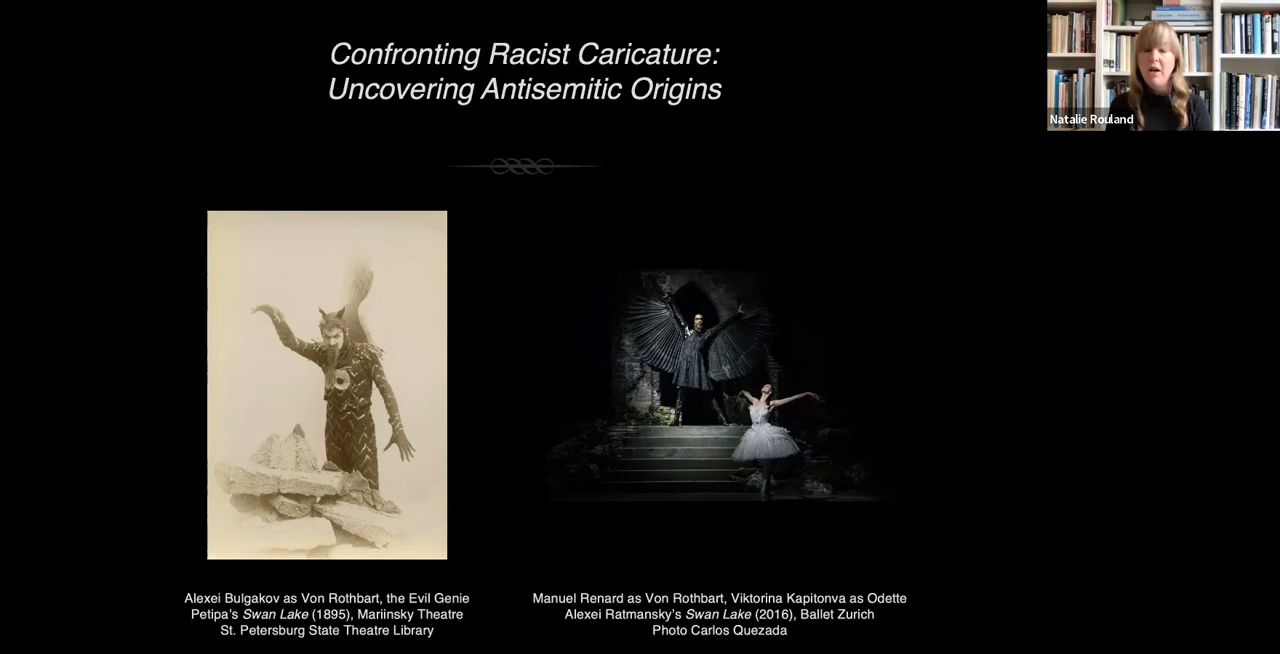 Confronting Racist Caricature:
Uncovering Antisemitic Origins
Natalie Rouland
Alexei Bulgakov as Von Rothbart, the Evil Genie
Petipa's Swan Lake (1895), Mariinsky Theatre
St. Petersburg State Theatre Library
Manuel Renard as Von Rothbart, Viktorina Kapitonva as Odette
Alexei Ratmansky's Swan Lake (2016), Ballet Zurich
Photo Carlos Quezada